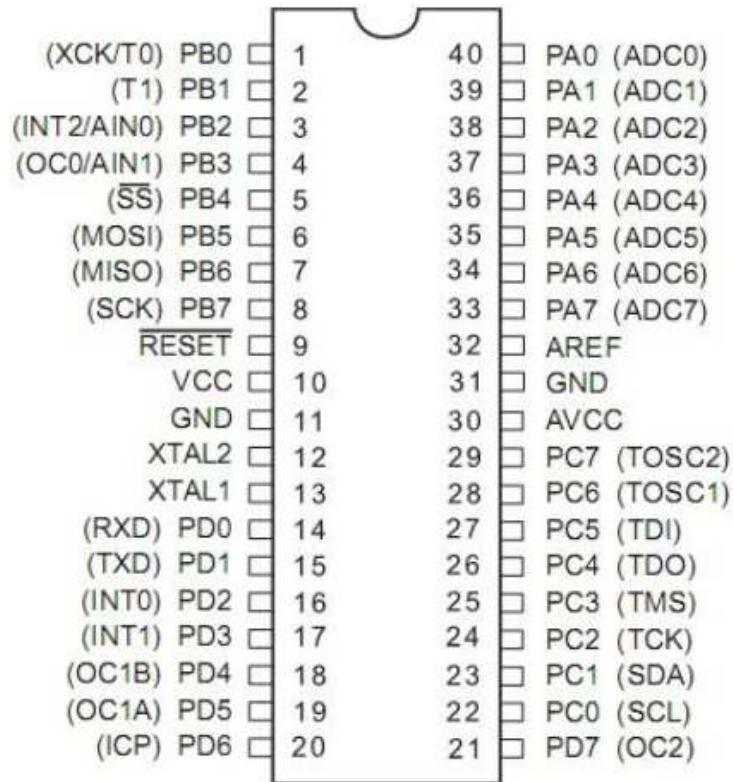 (XCK/T0) PB0 1 40 PA0 (ADC0)
(T1) PB1 2 39 PA1 (ADC1)
(INT2/AIN0) PB2 3 38 PA2 (ADC2)
(OC0/AIN1) PB3 4 37 PA3 (ADC3)
(S̅S̅) PB4 5 36 PA4 (ADC4)
(MOSI) PB5 6 35 PA5 (ADC5)
(MISO) PB6 7 34 PA6 (ADC6)
(SCK) PB7 8 33 PA7 (ADC7)
R̅E̅S̅E̅T̅ 9 32 AREF
VCC 10 31 GND
GND 11 30 AVCC
XTAL2 12 29 PC7 (TOSC2)
XTAL1 13 28 PC6 (TOSC1)
(RXD) PD0 14 27 PC5 (TDI)
(TXD) PD1 15 26 PC4 (TDO)
(INT0) PD2 16 25 PC3 (TMS)
(INT1) PD3 17 24 PC2 (TCK)
(OC1B) PD4 18 23 PC1 (SDA)
(OC1A) PD5 19 22 PC0 (SCL)
(ICP) PD6 20 21 PD7 (OC2)